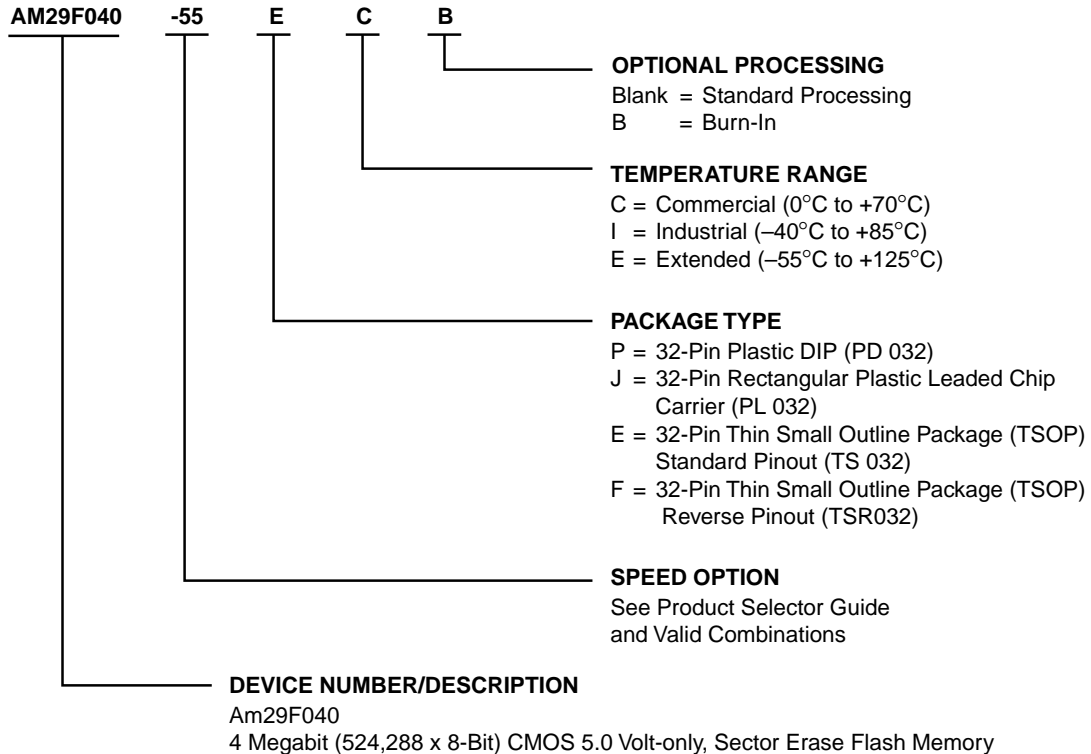 AM29F040 -55 E C B
OPTIONAL PROCESSING
Blank = Standard Processing
B = Burn-In
TEMPERATURE RANGE
C = Commercial (0°C to +70°C)
I = Industrial (–40°C to +85°C)
E = Extended (–55°C to +125°C)
PACKAGE TYPE
P = 32-Pin Plastic DIP (PD 032)
J = 32-Pin Rectangular Plastic Leaded Chip
Carrier (PL 032)
E = 32-Pin Thin Small Outline Package (TSOP)
Standard Pinout (TS 032)
F = 32-Pin Thin Small Outline Package (TSOP)
Reverse Pinout (TSR032)
SPEED OPTION
See Product Selector Guide
and Valid Combinations
DEVICE NUMBER/DESCRIPTION
Am29F040
4 Megabit (524,288 x 8-Bit) CMOS 5.0 Volt-only, Sector Erase Flash Memory